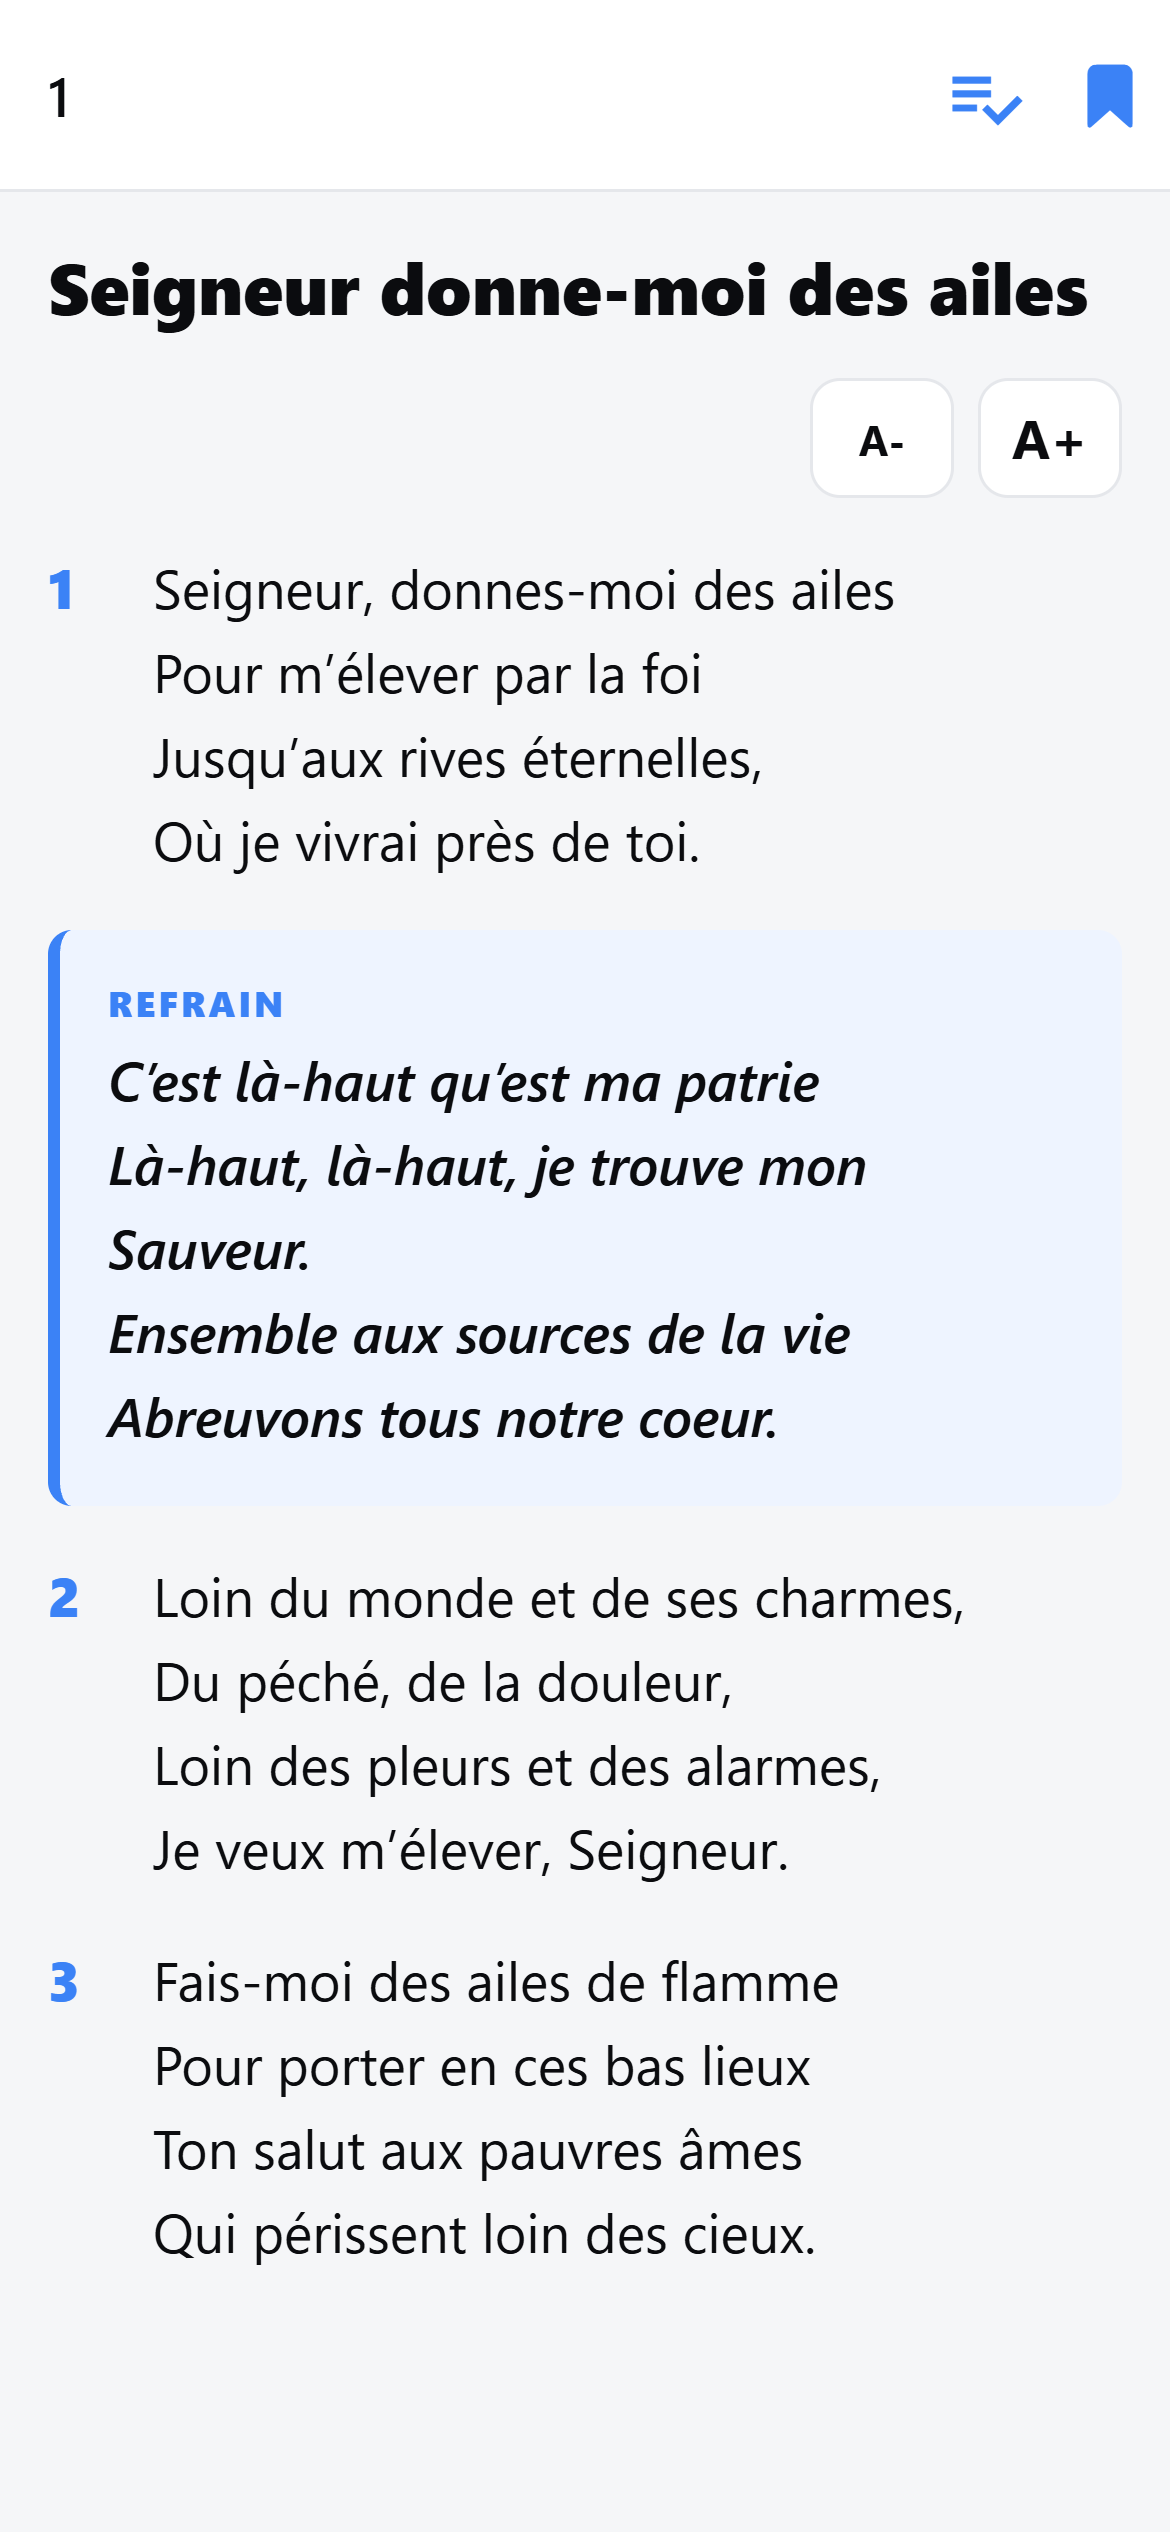 1
Seigneur donne-moi des ailes
A-
A+
1
Seigneur, donnes-moi des ailes
Pour m’élever par la foi
Jusqu’aux rives éternelles,
Où je vivrai près de toi.
REFRAIN
C’est là-haut qu’est ma patrie
Là-haut, là-haut, je trouve mon
Sauveur.
Ensemble aux sources de la vie
Abreuvons tous notre coeur.
2
Loin du monde et de ses charmes,
Du péché, de la douleur,
Loin des pleurs et des alarmes,
Je veux m’élever, Seigneur.
3
Fais-moi des ailes de flamme
Pour porter en ces bas lieux
Ton salut aux pauvres âmes
Qui périssent loin des cieux.